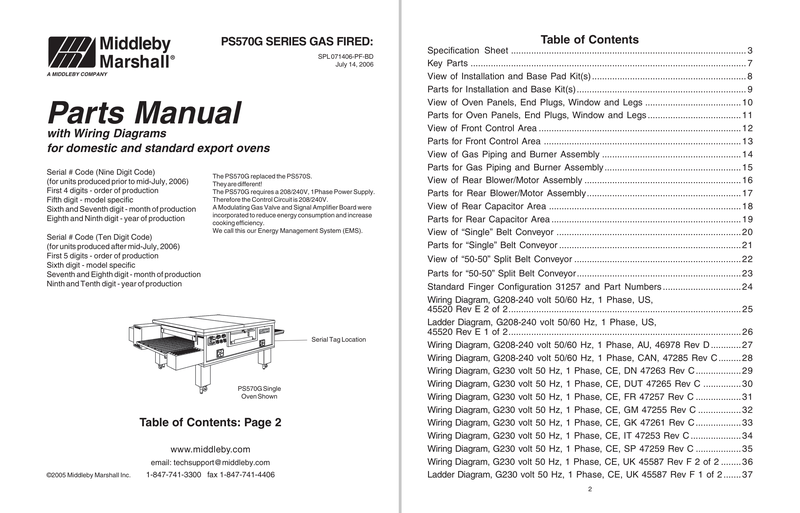 Middleby
Marshall®
A MIDDLEBY COMPANY
PS570G SERIES GAS FIRED:
SPL071406-PF-BD
July 14, 2006
Parts Manual
with Wiring Diagrams
for domestic and standard export ovens
Serial # Code (Nine Digit Code)
(for units produced prior to mid-July, 2006)
First 4 digits - order of production
Fifth digit - model specific
Sixth and Seventh digit - month of production
Eighth and Ninth digit - year of production
Serial # Code (Ten Digit Code)
(for units produced after mid-July, 2006)
First 5 digits - order of production
Sixth digit - model specific
Seventh and Eighth digit - month of production
Ninth and Tenth digit - year of production
The PS570G replaced the PS570S.
They are different!
The PS570G requires a 208/240V, 1 Phase Power Supply.
Therefore the Control Circuit is 208/240V.
A Modulating Gas Valve and Signal Amplifier Board were
incorporated to reduce energy consumption and increase
cooking efficiency.
We call this our Energy Management System (EMS).
Serial Tag Location
PS570G Single
Oven Shown
Table of Contents: Page 2
www.middleby.com
email: techsupport@middleby.com
©2005 Middleby Marshall Inc. 1-847-741-3300 fax 1-847-741-4406
Table of Contents
Specification Sheet ... 3
Key Parts ... 7
View of Installation and Base Pad Kit(s) ... 8
Parts for Installation and Base Kit(s) ... 9
View of Oven Panels, End Plugs, Window and Legs ... 10
Parts for Oven Panels, End Plugs, Window and Legs ... 11
View of Front Control Area ... 12
Parts for Front Control Area ... 13
View of Gas Piping and Burner Assembly ... 14
Parts for Gas Piping and Burner Assembly ... 15
View of Rear Blower/Motor Assembly ... 16
Parts for Rear Blower/Motor Assembly ... 17
View of Rear Capacitor Area ... 18
Parts for Rear Capacitor Area ... 19
View of "Single" Belt Conveyor ... 20
Parts for "Single" Belt Conveyor ... 21
View of "50-50" Split Belt Conveyor ... 22
Parts for "50-50" Split Belt Conveyor ... 23
Standard Finger Configuration 31257 and Part Numbers ... 24
Wiring Diagram, G208-240 volt 50/60 Hz, 1 Phase, US,
45520 Rev E 2 of 2 ... 25
Ladder Diagram, G208-240 volt 50/60 Hz, 1 Phase, US,
45520 Rev E 1 of 2 ... 26
Wiring Diagram, G208-240 volt 50/60 Hz, 1 Phase, AU, 46978 Rev D ... 27
Wiring Diagram, G208-240 volt 50/60 Hz, 1 Phase, CAN, 47285 Rev C ... 28
Wiring Diagram, G230 volt 50 Hz, 1 Phase, CE, DN 47263 Rev C ... 29
Wiring Diagram, G230 volt 50 Hz, 1 Phase, CE, DUT 47265 Rev C ... 30
Wiring Diagram, G230 volt 50 Hz, 1 Phase, CE, FR 47257 Rev C ... 31
Wiring Diagram, G230 volt 50 Hz, 1 Phase, CE, GM 47255 Rev C ... 32
Wiring Diagram, G230 volt 50 Hz, 1 Phase, CE, GK 47261 Rev C ... 33
Wiring Diagram, G230 volt 50 Hz, 1 Phase, CE, IT 47253 Rev C ... 34
Wiring Diagram, G230 volt 50 Hz, 1 Phase, CE, SP 47259 Rev C ... 35
Wiring Diagram, G230 volt 50 Hz, 1 Phase, CE, UK 45587 Rev F 2 of 2 ... 36
Ladder Diagram, G230 volt 50 Hz, 1 Phase, CE, UK 45587 Rev F 1 of 2 ... 37
2